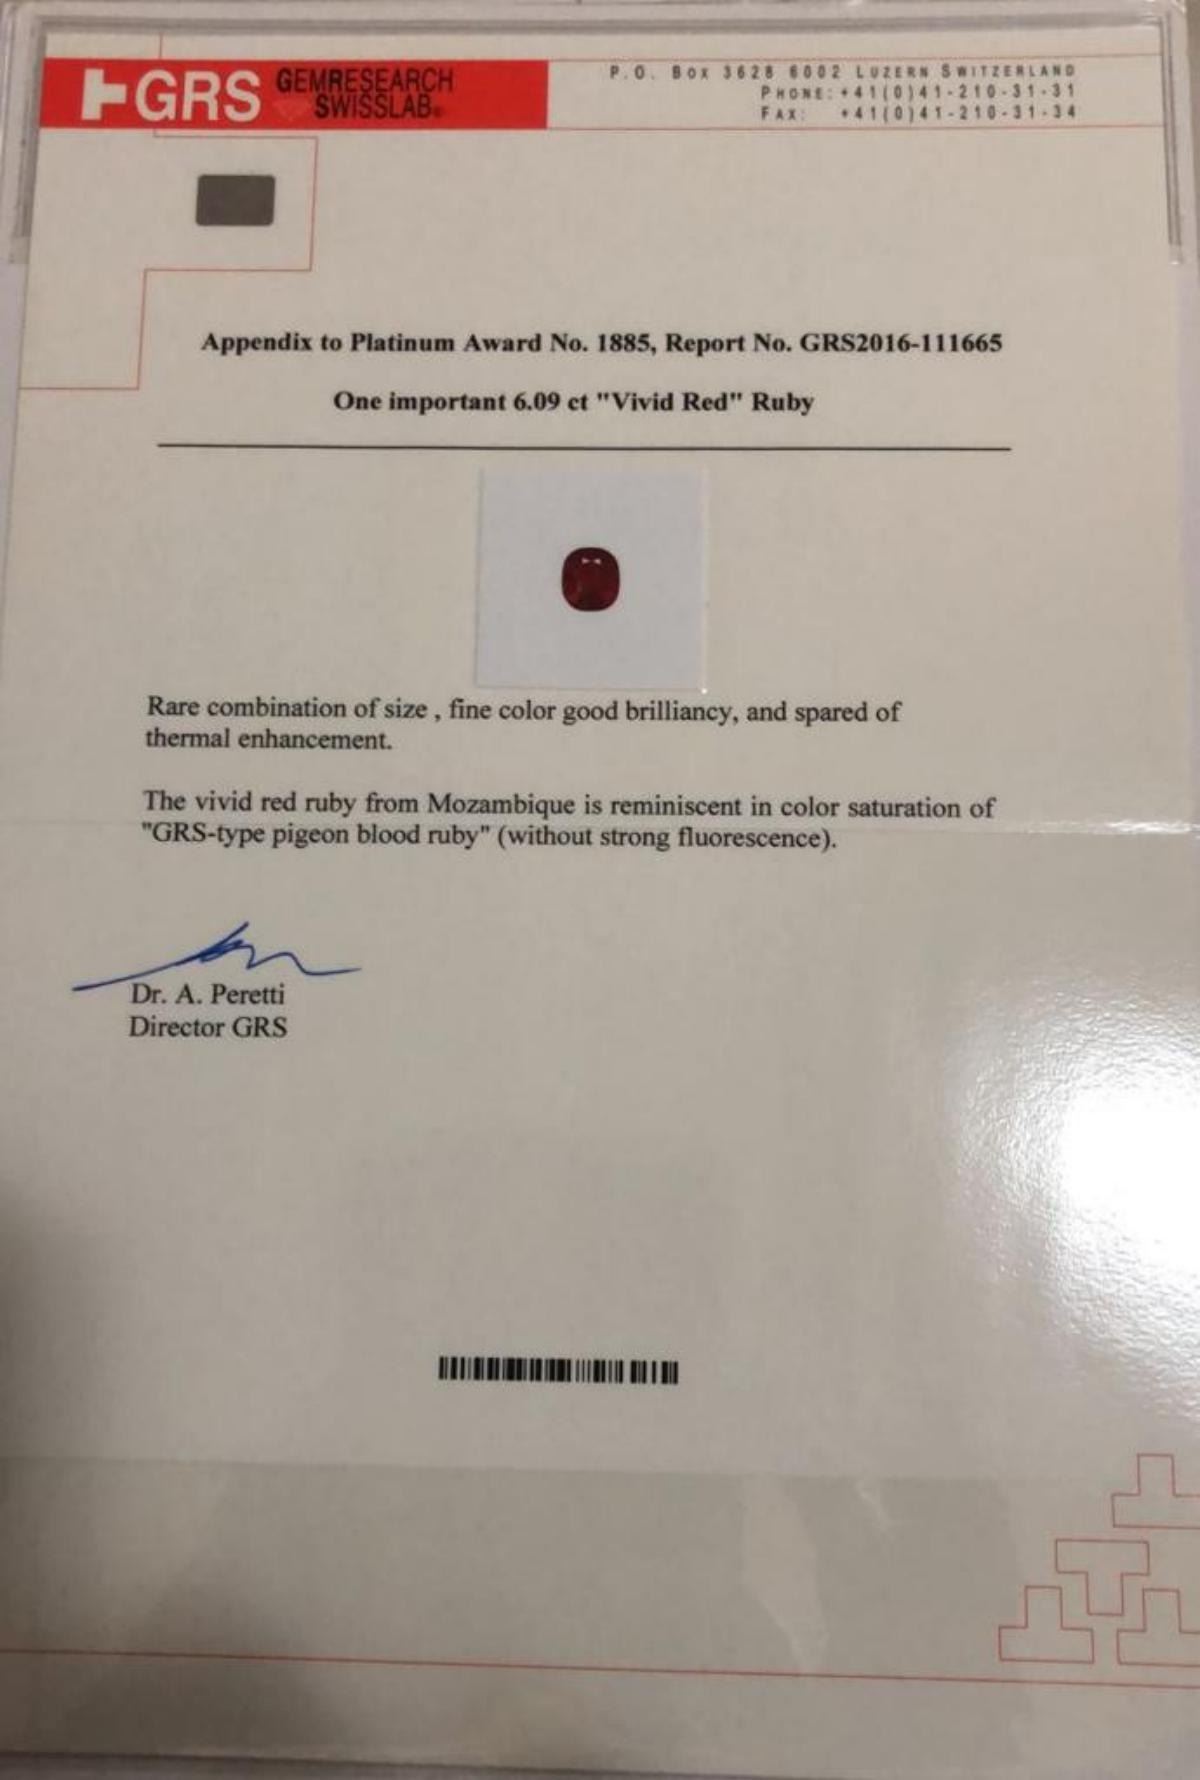 GRS GEMRESEARCH
SWISSLAB®
P.O. Box 3628 6002 Luzern Switzerland
Phone: +41(0)41-210-31-31
Fax: +41(0)41-210-31-34
Appendix to Platinum Award No. 1885, Report No. GRS2016-111665
One important 6.09 ct "Vivid Red" Ruby
Rare combination of size , fine color good brilliancy, and spared of
thermal enhancement.
The vivid red ruby from Mozambique is reminiscent in color saturation of
"GRS-type pigeon blood ruby" (without strong fluorescence).
Dr. A. Peretti
Director GRS